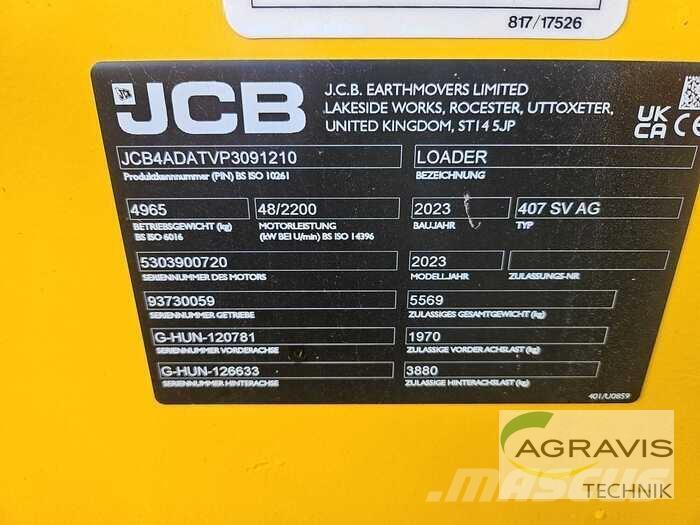 817/17526
JCB
J.C.B. EARTHMOVERS LIMITED
LAKESIDE WORKS, ROCESTER, UTTOXETER,
UNITED KINGDOM, ST14 5JP
UK
CA CE
JCB4ADATVP3091210 LOADER
Produktkennnummer (PIN) BS ISO 10261 BEZEICHNUNG
4965 48/2200 2023 407 SV AG
BETRIEBSGEWICHT (kg) MOTORLEISTUNG BAUJAHR TYP
BS ISO 6016 (kW BEI U/min) BS ISO 14396
5303900720 2023
SERIENNUMMER DES MOTORS MODELLJAHR ZULASSUNGS-NR.
93730059 5569
SERIENNUMMER GETRIEBE ZULASSIGES GESAMTGEWICHT (kg)
G-HUN-120781 1970
SERIENNUMMER VORDERACHSE ZULASSIGE VORDERACHSLAST (kg)
G-HUN-126633 3880
SERIENNUMMER HINTERACHSE ZULASSIGE HINTERACHSLAST (kg)
401/U0859
AGRAVIS
TECHNIK
MASCUS